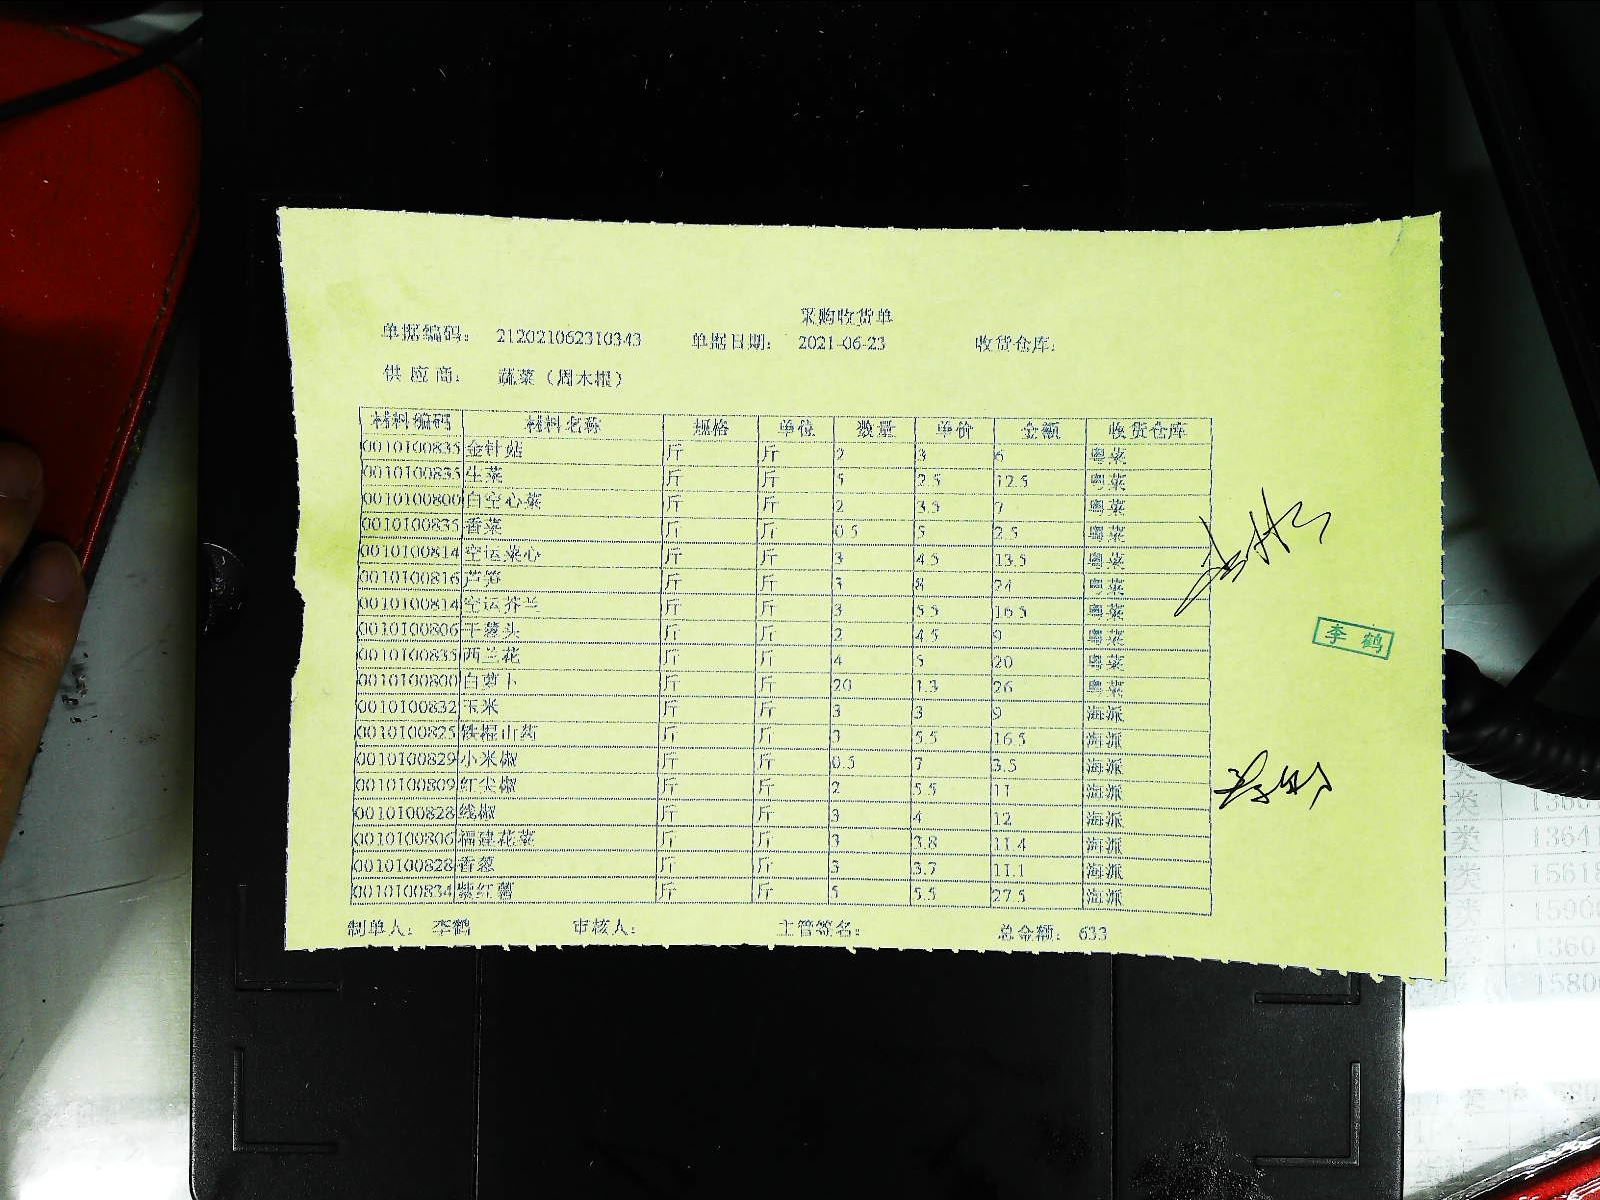 采购收货单
单据编码： 212021062310343 单据日期： 2021-06-23 收货仓库：
供应商： 蔬菜（周木根）
材料编码 材料名称 规格 单位 数量 单价 金额 收货仓库
0010100835 金针菇 斤 斤 2 3 6 粤菜
0010100835 生菜 斤 斤 5 2.5 12.5 粤菜
0010100800 白空心菜 斤 斤 2 3.5 7 粤菜
0010100835 香菜 斤 斤 0.5 5 2.5 粤菜
0010100814 空运菜心 斤 斤 3 4.5 13.5 粤菜
0010100816 芦笋 斤 斤 3 8 24 粤菜
0010100814 空运芥兰 斤 斤 3 5.5 16.5 粤菜
0010100806 干葱头 斤 斤 2 4.5 9 粤菜
0010100835 西兰花 斤 斤 4 5 20 粤菜
0010100800 白萝卜 斤 斤 20 1.3 26 粤菜
0010100832 玉米 斤 斤 3 3 9 海派
0010100825 铁棍山药 斤 斤 3 5.5 16.5 海派
0010100829 小米椒 斤 斤 0.5 7 3.5 海派
0010100809 红尖椒 斤 斤 2 5.5 11 海派
0010100828 线椒 斤 斤 3 4 12 海派
0010100806 福建花菜 斤 斤 3 3.8 11.4 海派
0010100828 香葱 斤 斤 3 3.7 11.1 海派
0010100834 紫红薯 斤 斤 5 5.5 27.5 海派
制单人： 李鹤 审核人： 主管签名： 总金额： 633
李鹤
类 1364
类 1561
1590
1360
1580